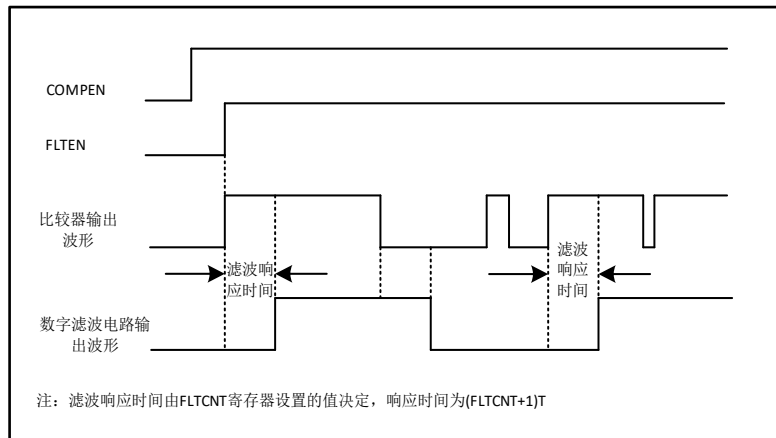 COMPEN
FLTEN
比较器输出
波形
滤波响
应时间
滤波
响应
时间
数字滤波电路输
出波形
注：滤波响应时间由FLTCNT寄存器设置的值决定，响应时间为(FLTCNT+1)T